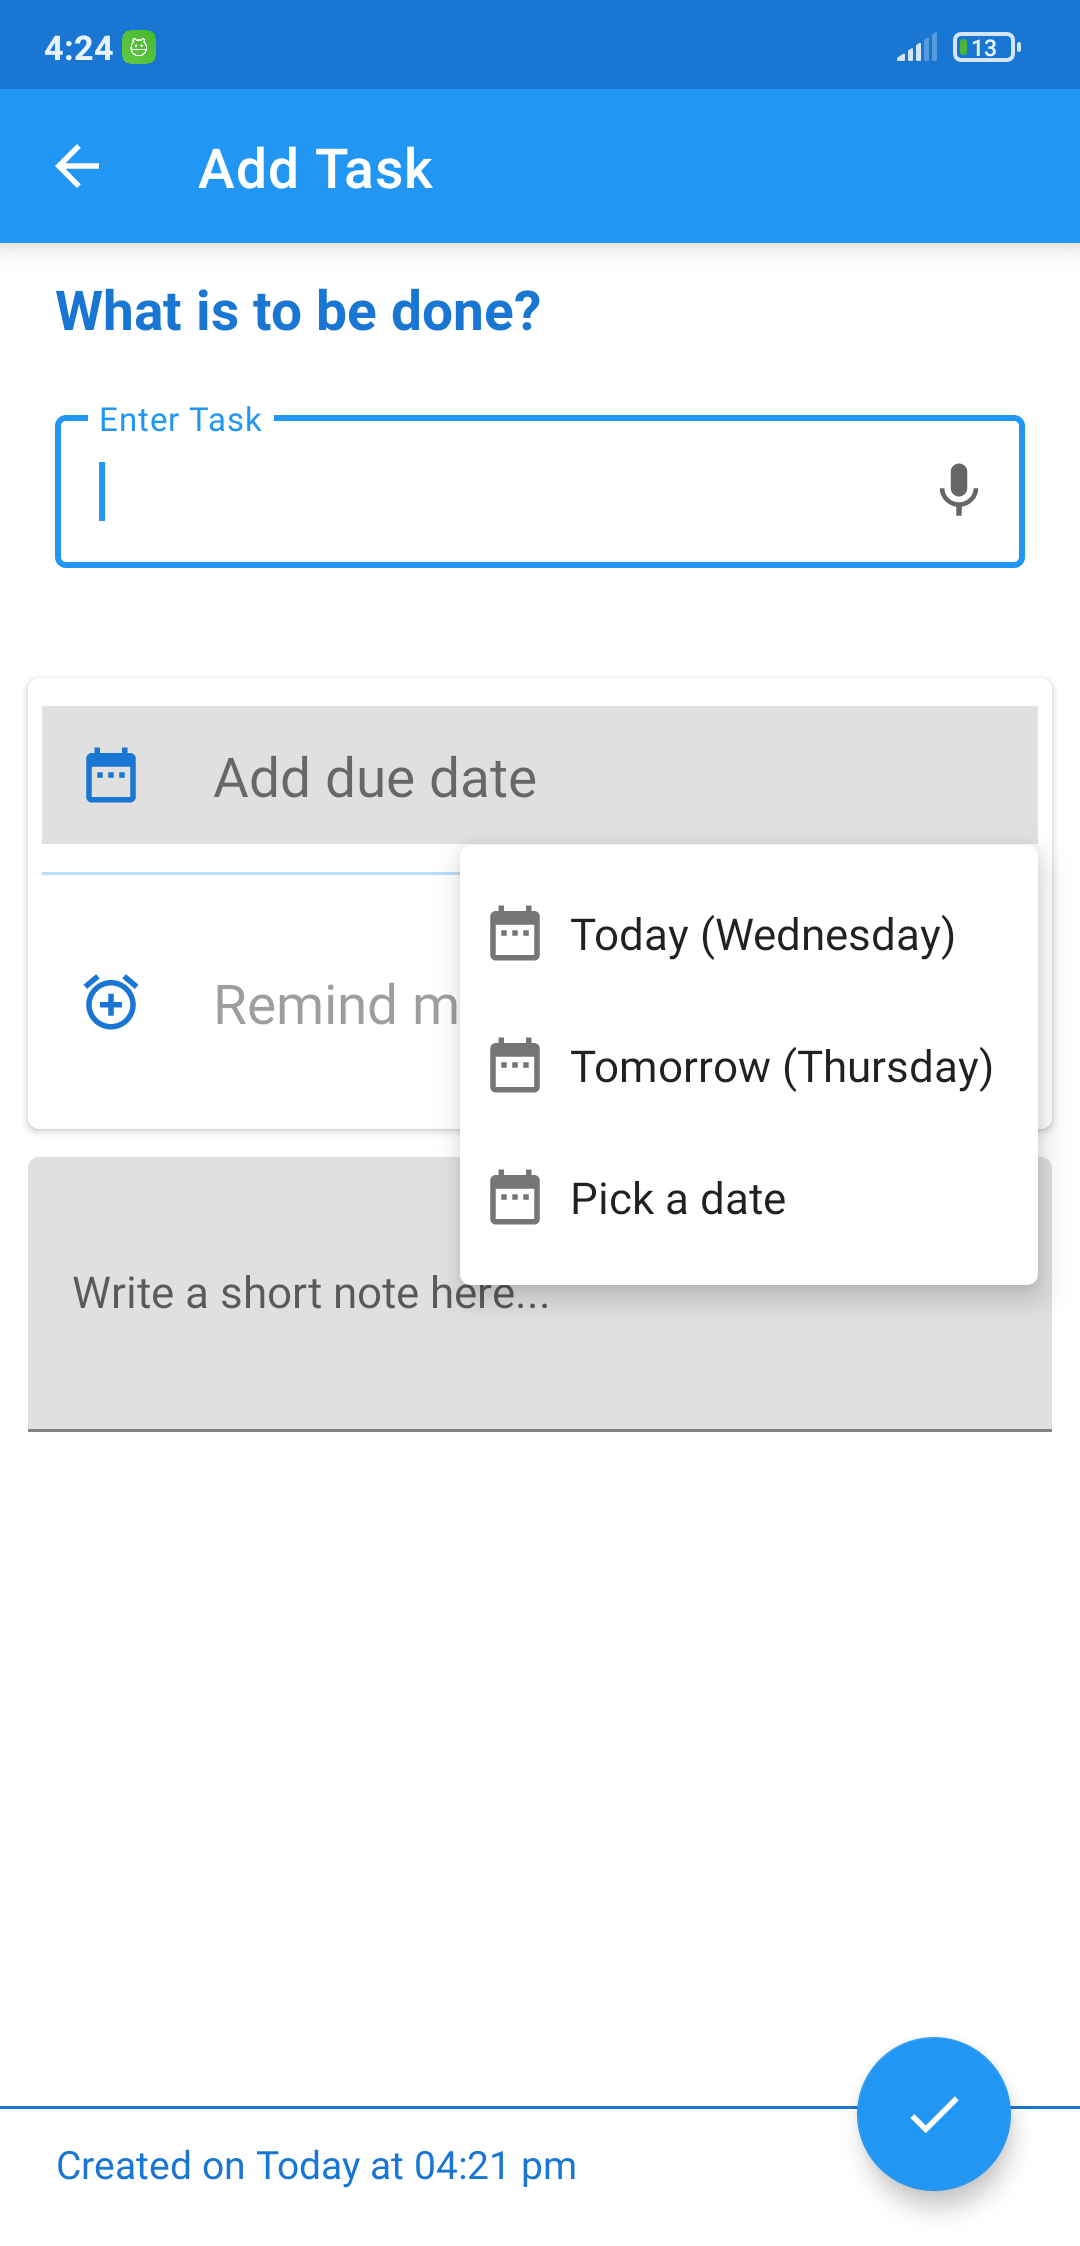 4:24
13
Add Task
What is to be done?
Enter Task
Add due date
Today (Wednesday)
Remind m
Tomorrow (Thursday)
Pick a date
Write a short note here...
Created on Today at 04:21 pm